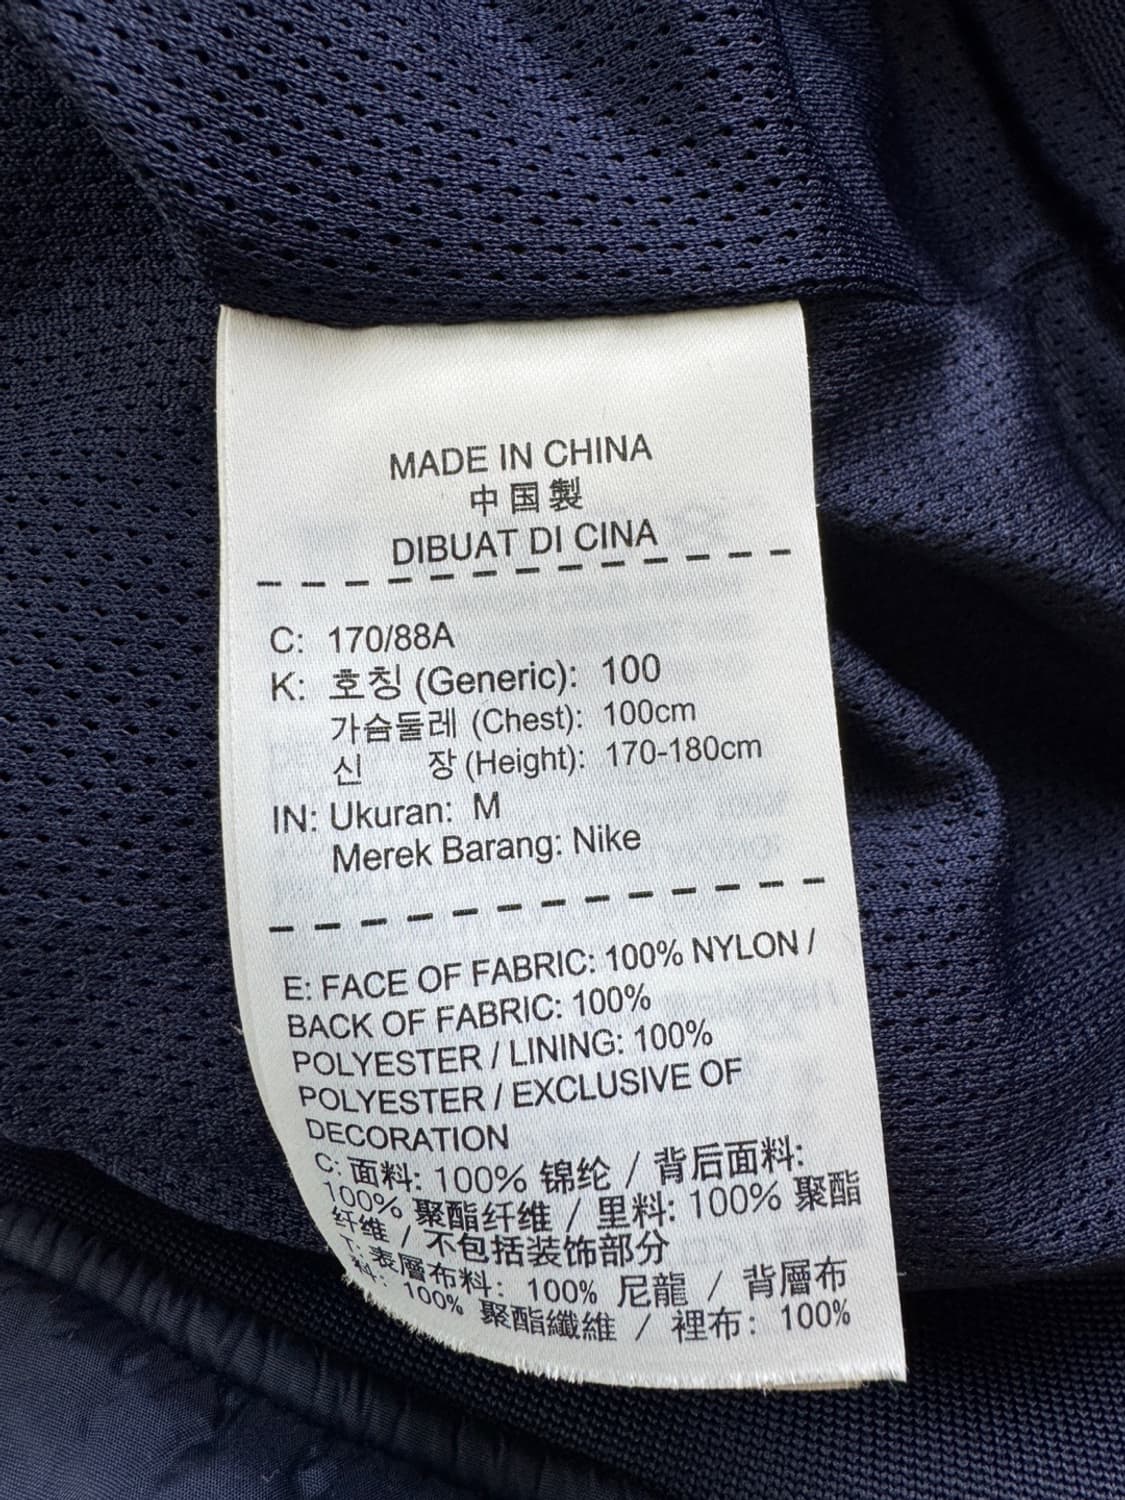 MADE IN CHINA
中国製
DIBUAT DI CINA
C: 170/88A
K: 호칭 (Generic): 100
가슴둘레 (Chest): 100cm
신 장 (Height): 170-180cm
IN: Ukuran: M
Merek Barang: Nike
E: FACE OF FABRIC: 100% NYLON /
BACK OF FABRIC: 100%
POLYESTER / LINING: 100%
POLYESTER / EXCLUSIVE OF
DECORATION
C: 面料: 100% 锦纶 / 背后面料:
100% 聚酯纤维 / 里料: 100% 聚酯
纤维 / 不包括装饰部分
T: 表層布料: 100% 尼龍 / 背層布
料: 100% 聚酯纖維 / 裡布: 100%